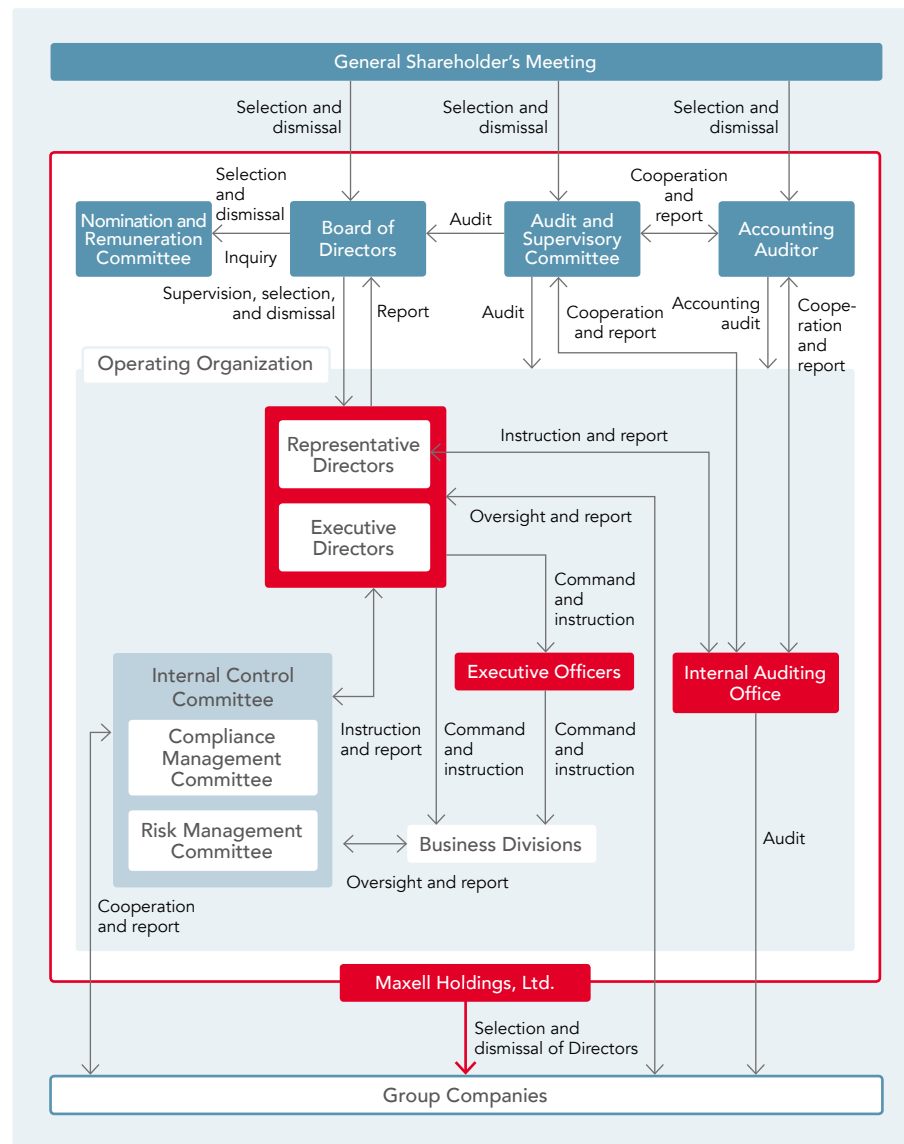 General Shareholder's Meeting
Selection and
dismissal
Selection and
dismissal
Selection and
dismissal
Selection
and
dismissal
Cooperation
and
report
Nomination and
Remuneration
Committee
Board of
Directors
Audit
Audit and
Supervisory
Committee
Accounting
Auditor
Inquiry
Supervision, selection,
and dismissal
Report
Audit
Cooperation
and report
Accounting
audit
Coope-
ration
and
report
Operating Organization
Representative
Directors
Instruction and report
Executive
Directors
Oversight and report
Command
and
instruction
Internal Control
Committee
Executive Officers
Internal Auditing
Office
Compliance
Management
Committee
Instruction
and report
Command
and
instruction
Command
and
instruction
Risk Management
Committee
Business Divisions
Audit
Oversight and report
Cooperation
and report
Maxell Holdings, Ltd.
Selection and
dismissal of Directors
Group Companies